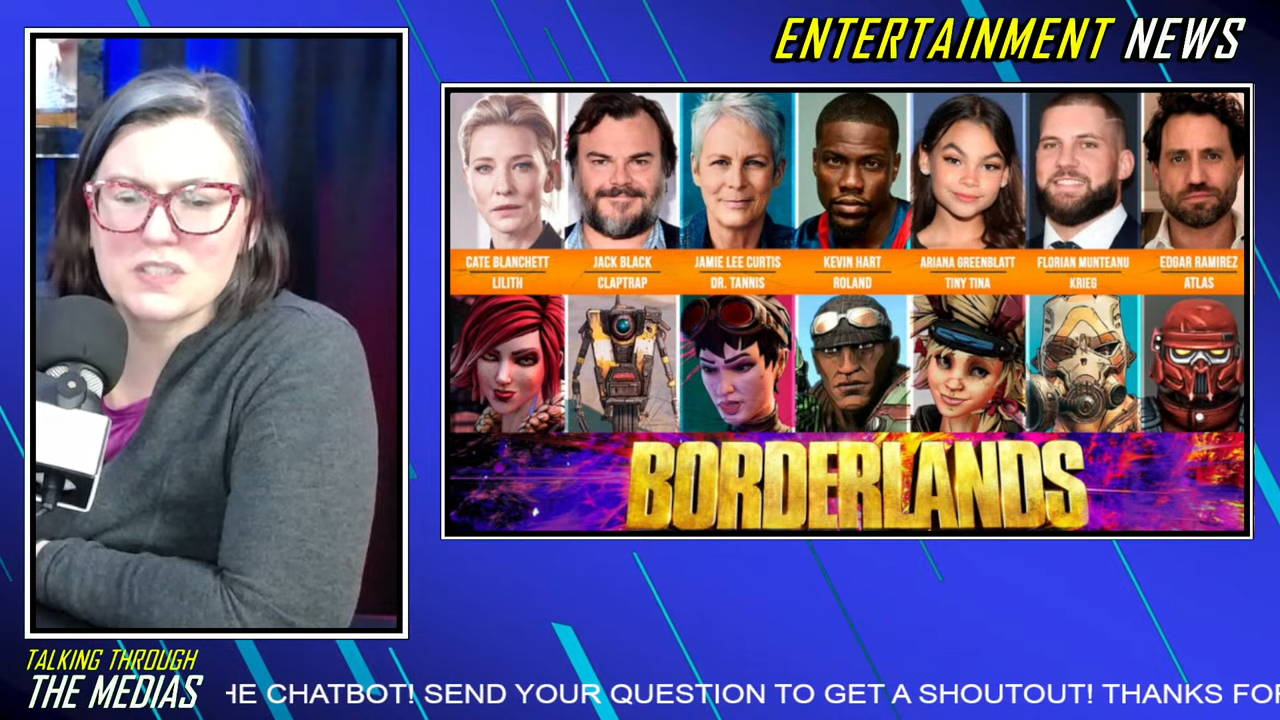 ENTERTAINMENT NEWS
CATE BLANCHETT
LILITH
JACK BLACK
CLAPTRAP
JAMIE LEE CURTIS
DR. TANNIS
KEVIN HART
ROLAND
ARIANA GREENBLATT
TINY TINA
FLORIAN MUNTEANU
KRIEG
EDGAR RAMIREZ
ATLAS
BORDERLANDS
TALKING THROUGH
THE MEDIAS
HE CHATBOT! SEND YOUR QUESTION TO GET A SHOUTOUT! THANKS FOR